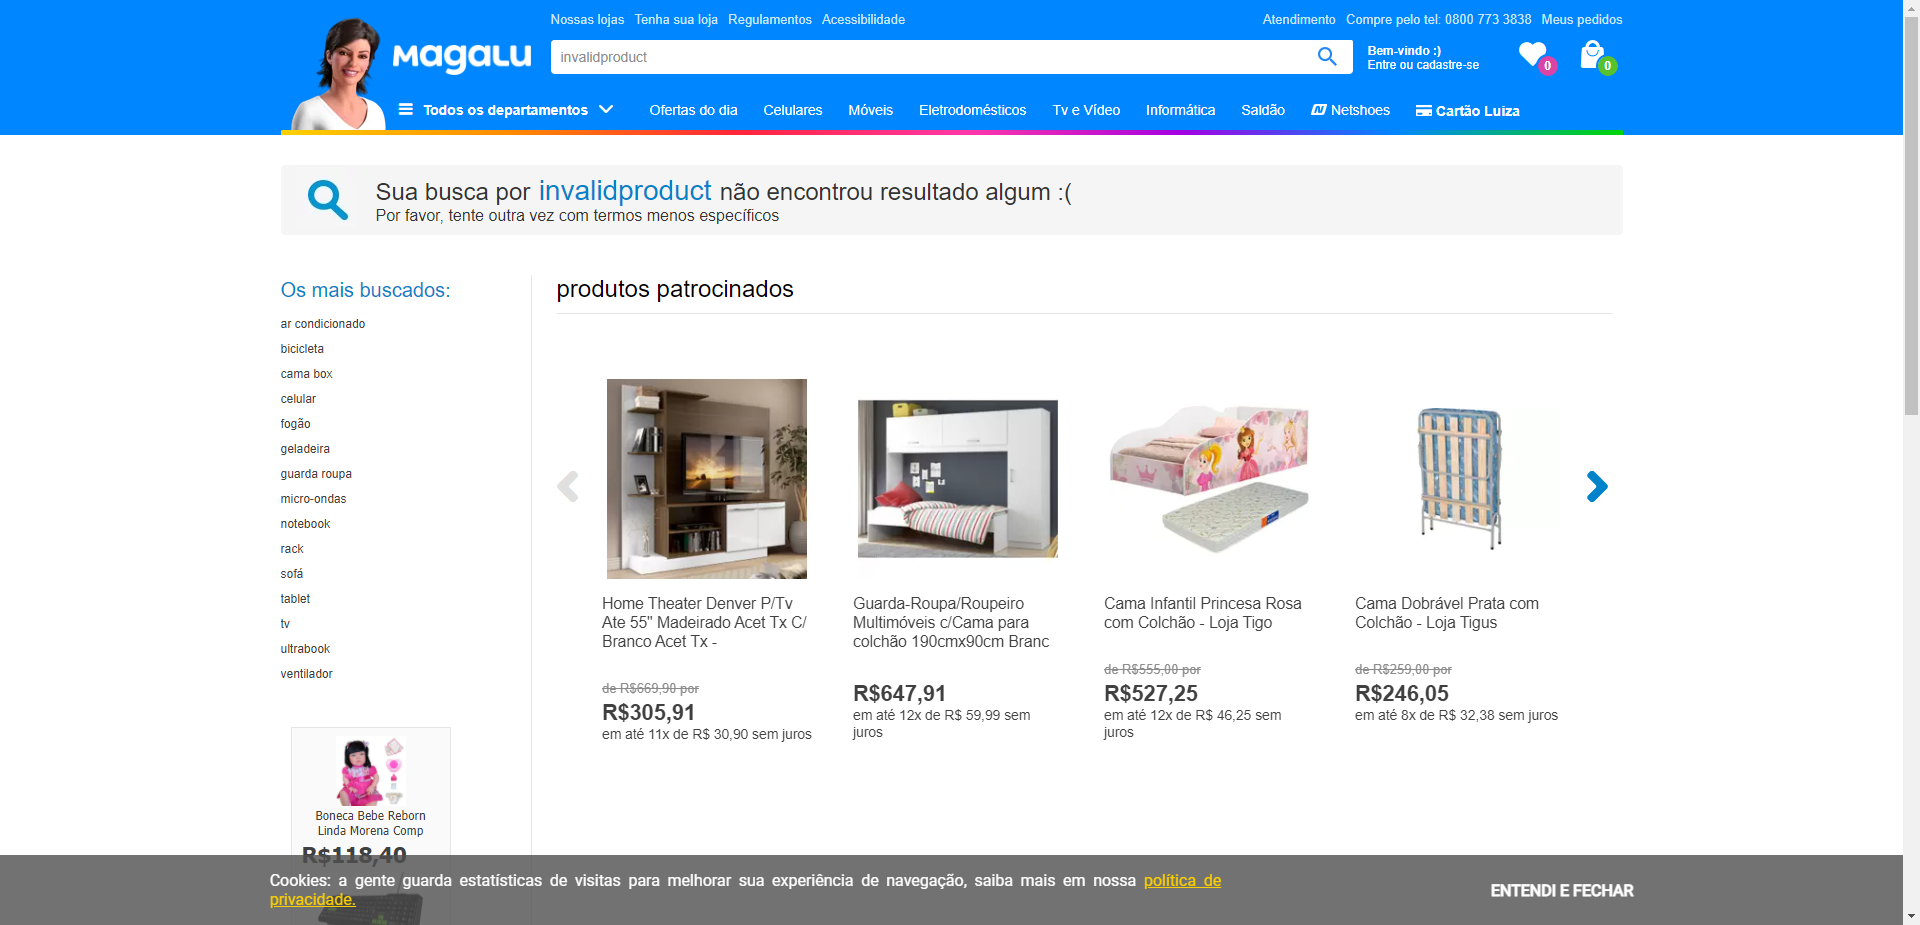 Nossas lojas Tenha sua loja Regulamentos Acessibilidade
Atendimento Compre pelo tel: 0800 773 3838 Meus pedidos
MAGALU
invalidproduct
Bem-vindo :)
Entre ou cadastre-se
0
0
Todos os departamentos
Ofertas do dia Celulares Móveis Eletrodomésticos Tv e Vídeo Informática Saldão Netshoes Cartão Luiza
Sua busca por invalidproduct não encontrou resultado algum :(
Por favor, tente outra vez com termos menos específicos
Os mais buscados:
ar condicionado
bicicleta
cama box
celular
fogão
geladeira
guarda roupa
micro-ondas
notebook
rack
sofá
tablet
tv
ultrabook
ventilador
Boneca Bebe Reborn
Linda Morena Comp
R$118,40
produtos patrocinados
Home Theater Denver P/Tv
Ate 55" Madeirado Acet Tx C/
Branco Acet Tx -
de R$669,90 por
R$305,91
em até 11x de R$ 30,90 sem juros
Guarda-Roupa/Roupeiro
Multimóveis c/Cama para
colchão 190cmx90cm Branc
R$647,91
em até 12x de R$ 59,99 sem
juros
Cama Infantil Princesa Rosa
com Colchão - Loja Tigo
de R$555,00 por
R$527,25
em até 12x de R$ 46,25 sem
juros
Cama Dobrável Prata com
Colchão - Loja Tigus
de R$259,00 por
R$246,05
em até 8x de R$ 32,38 sem juros
Cookies: a gente guarda estatísticas de visitas para melhorar sua experiência de navegação, saiba mais em nossa política de
privacidade.
ENTENDI E FECHAR